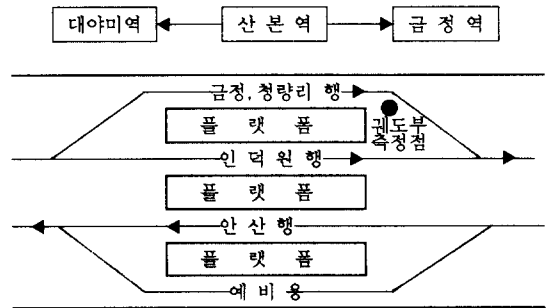 대야미역 산본역 금정역
금정,청량리 행
플랫폼
궤도부
측정점
인덕원행
플랫폼
안산행
플랫폼
예비용